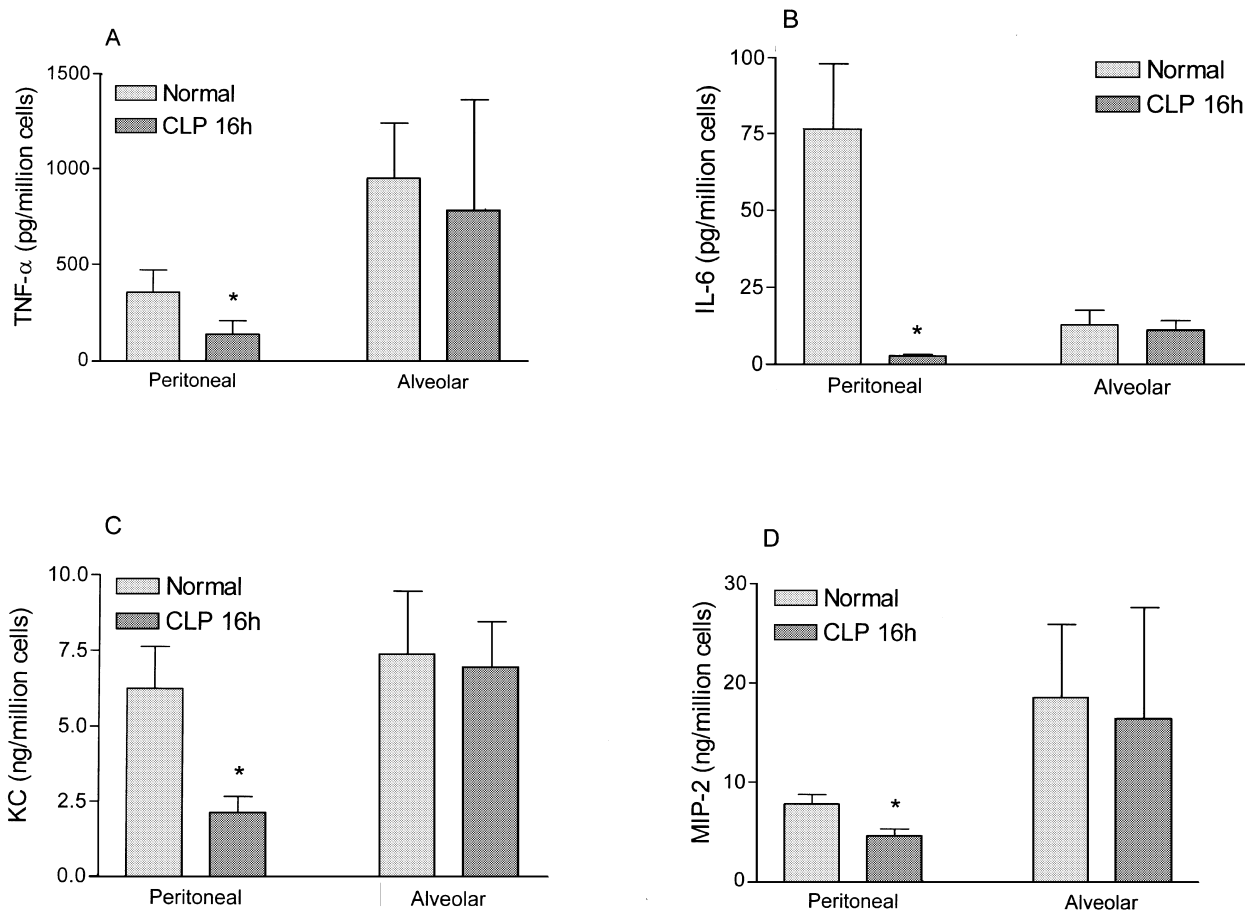 A
TNF-α (pg/million cells)
1500
1000
500
0
Normal
CLP 16h
*
Peritoneal
Alveolar
B
IL-6 (pg/million cells)
100
75
50
25
0
Normal
CLP 16h
*
Peritoneal
Alveolar
C
KC (ng/million cells)
10.0
7.5
5.0
2.5
0.0
Normal
CLP 16h
*
Peritoneal
Alveolar
D
MIP-2 (ng/million cells)
30
20
10
0
Normal
CLP 16h
*
Peritoneal
Alveolar